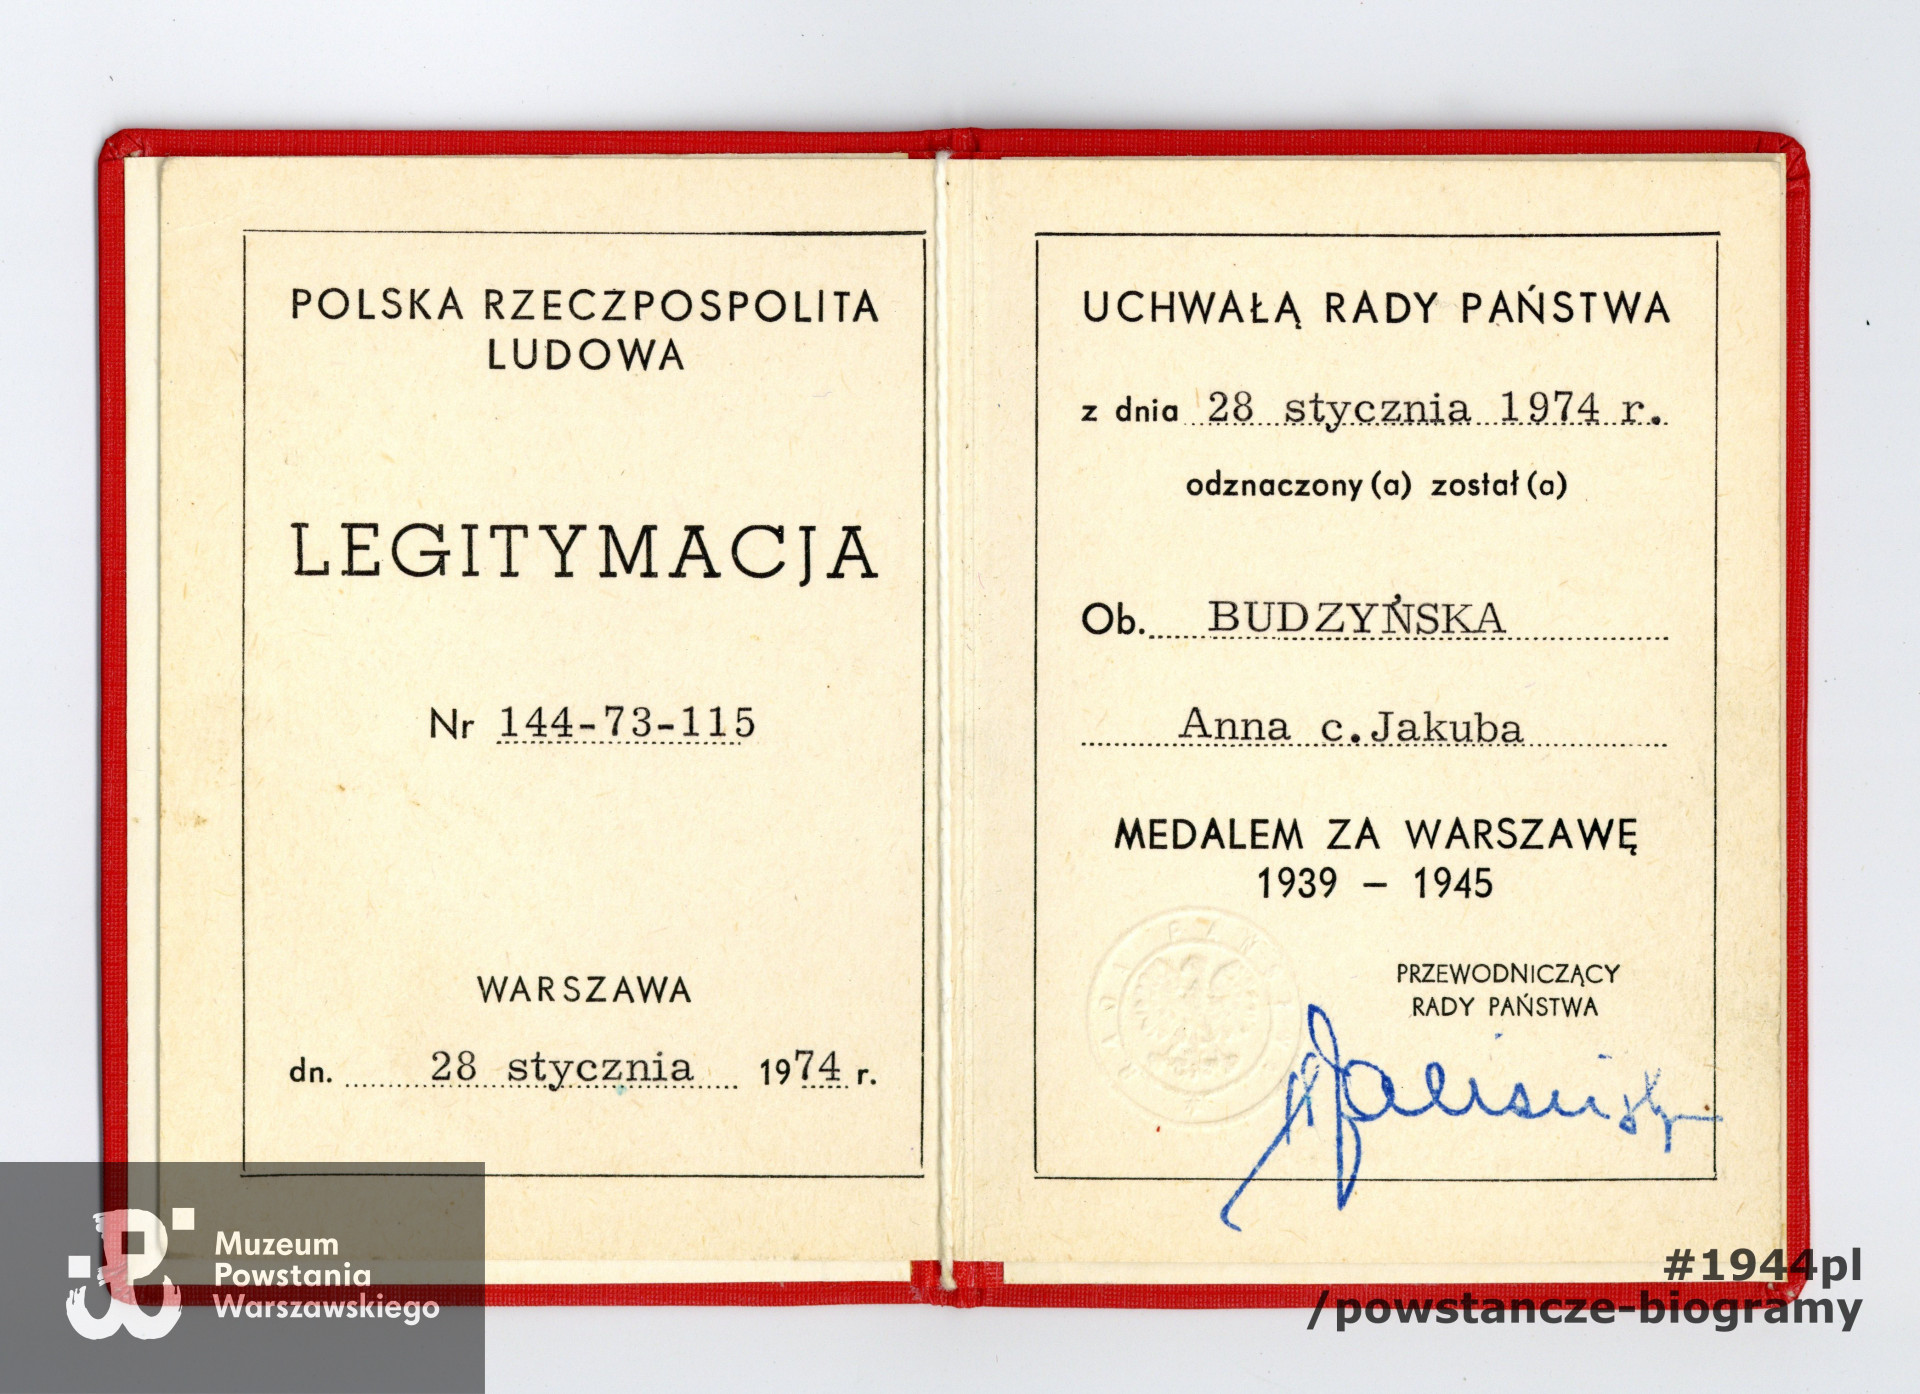 POLSKA RZECZPOSPOLITA
LUDOWA
LEGITYMACJA
Nr 144-73-115
WARSZAWA
dn. 28 stycznia 1974 r.
UCHWAŁĄ RADY PAŃSTWA
z dnia 28 stycznia 1974 r.
odznaczony (a) został (a)
Ob. BUDZYŃSKA
Anna c.Jakuba
MEDALEM ZA WARSZAWĘ
1939 – 1945
PRZEWODNICZĄCY
RADY PAŃSTWA
RADA PAŃSTWA
Muzeum
Powstania
Warszawskiego
#1944pl
/powstancze-biogramy